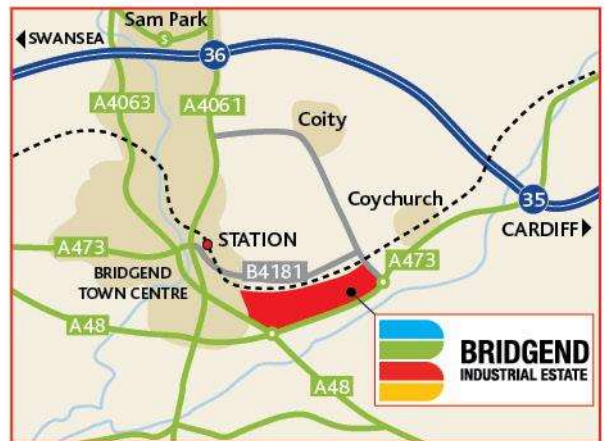 Sam Park
SWANSEA
S
36
A4063
A4061
Coity
Coychurch
35
CARDIFF
STATION
A473
A473
B4181
BRIDGEND
TOWN CENTRE
A48
A48
BRIDGEND
INDUSTRIAL ESTATE